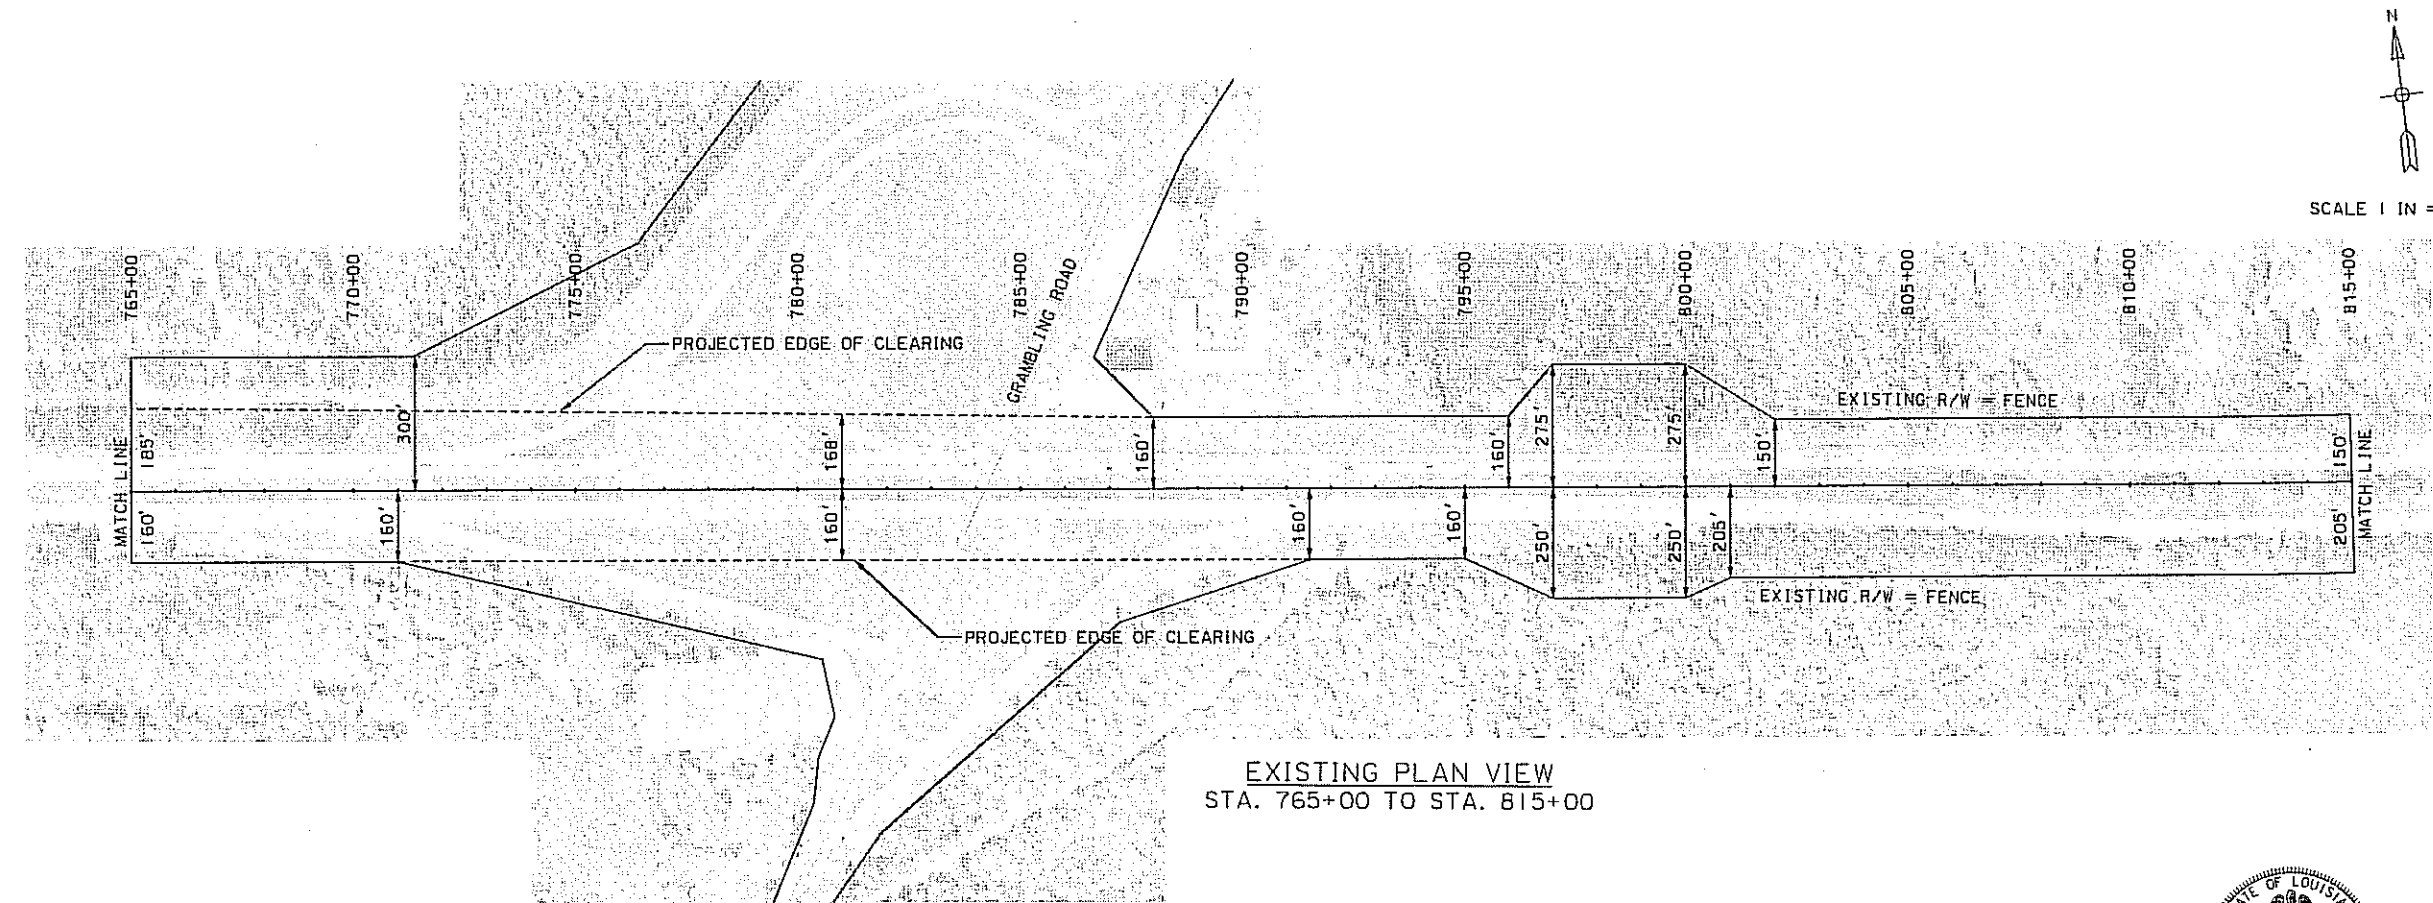 N
SCALE 1 IN =
765+00
770+00
775+00
780+00
785+00
790+00
795+00
800+00
805+00
810+00
815+00
GRAMBLING ROAD
PROJECTED EDGE OF CLEARING
EXISTING R/W = FENCE
MATCH LINE
185'
300'
168'
160'
160'
275'
275'
150'
150'
MATCH LINE
160'
160'
160'
160'
160'
250'
250'
205'
205'
EXISTING R/W = FENCE
PROJECTED EDGE OF CLEARING
EXISTING PLAN VIEW
STA. 765+00 TO STA. 815+00
OF LOUISIA